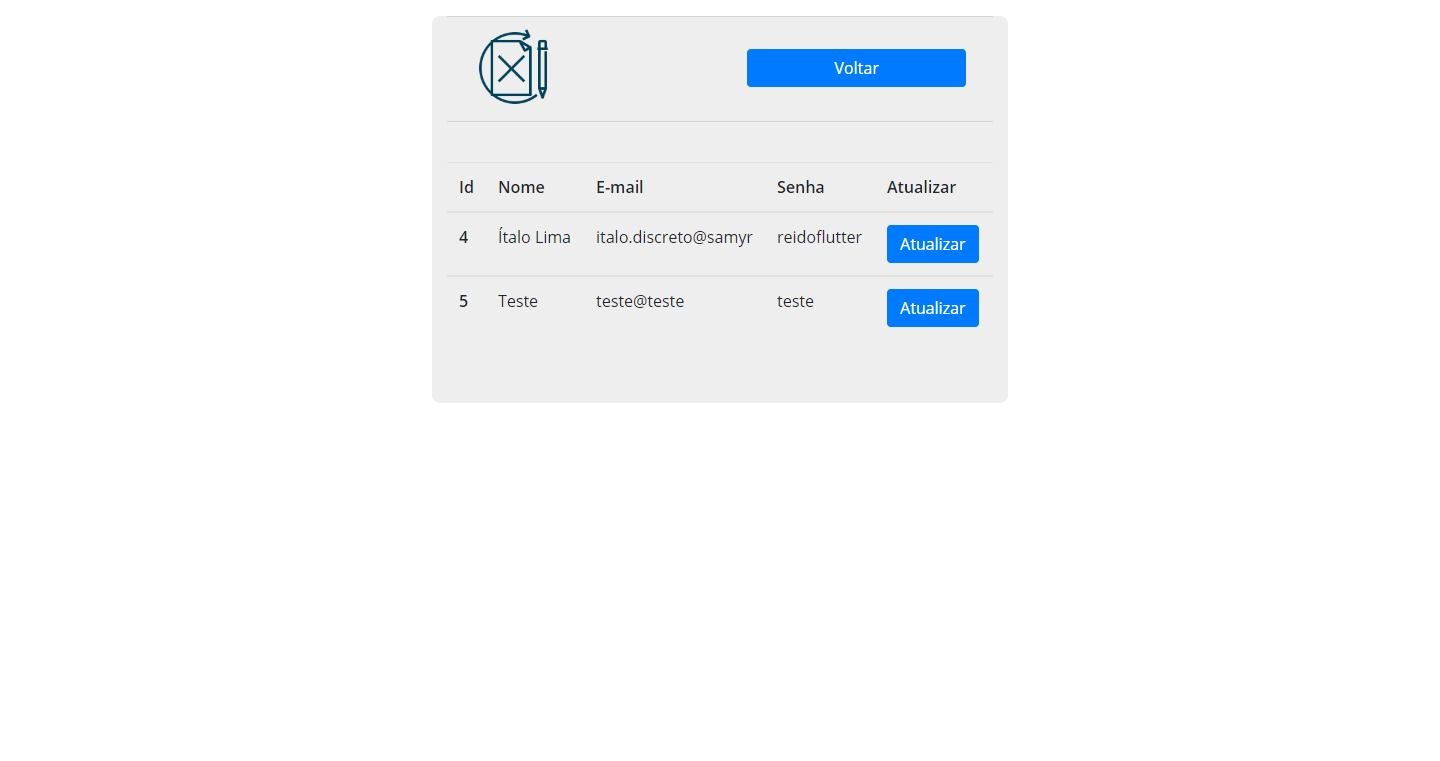 Voltar
Id Nome E-mail Senha Atualizar
4 Ítalo Lima italo.discreto@samyr reidoflutter Atualizar
5 Teste teste@teste teste Atualizar